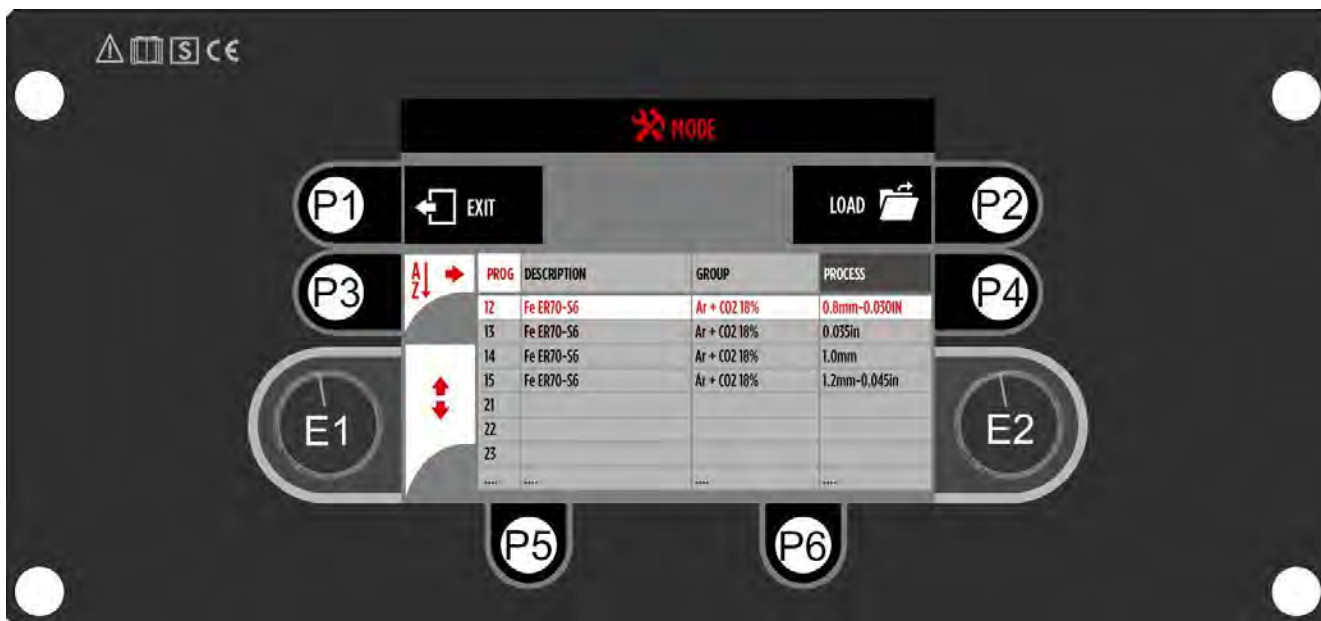 S CE
MODE
P1 EXIT LOAD P2
P3 A Z PROG DESCRIPTION GROUP PROCESS P4
12 Fe ER70-S6 Ar + CO2 18% 0.8mm-0.030IN
13 Fe ER70-S6 Ar + CO2 18% 0.035in
14 Fe ER70-S6 Ar + CO2 18% 1.0mm
15 Fe ER70-S6 Ar + CO2 18% 1.2mm-0.045in
21
E1 22 E2
23
.... .... .... ....
P5 P6